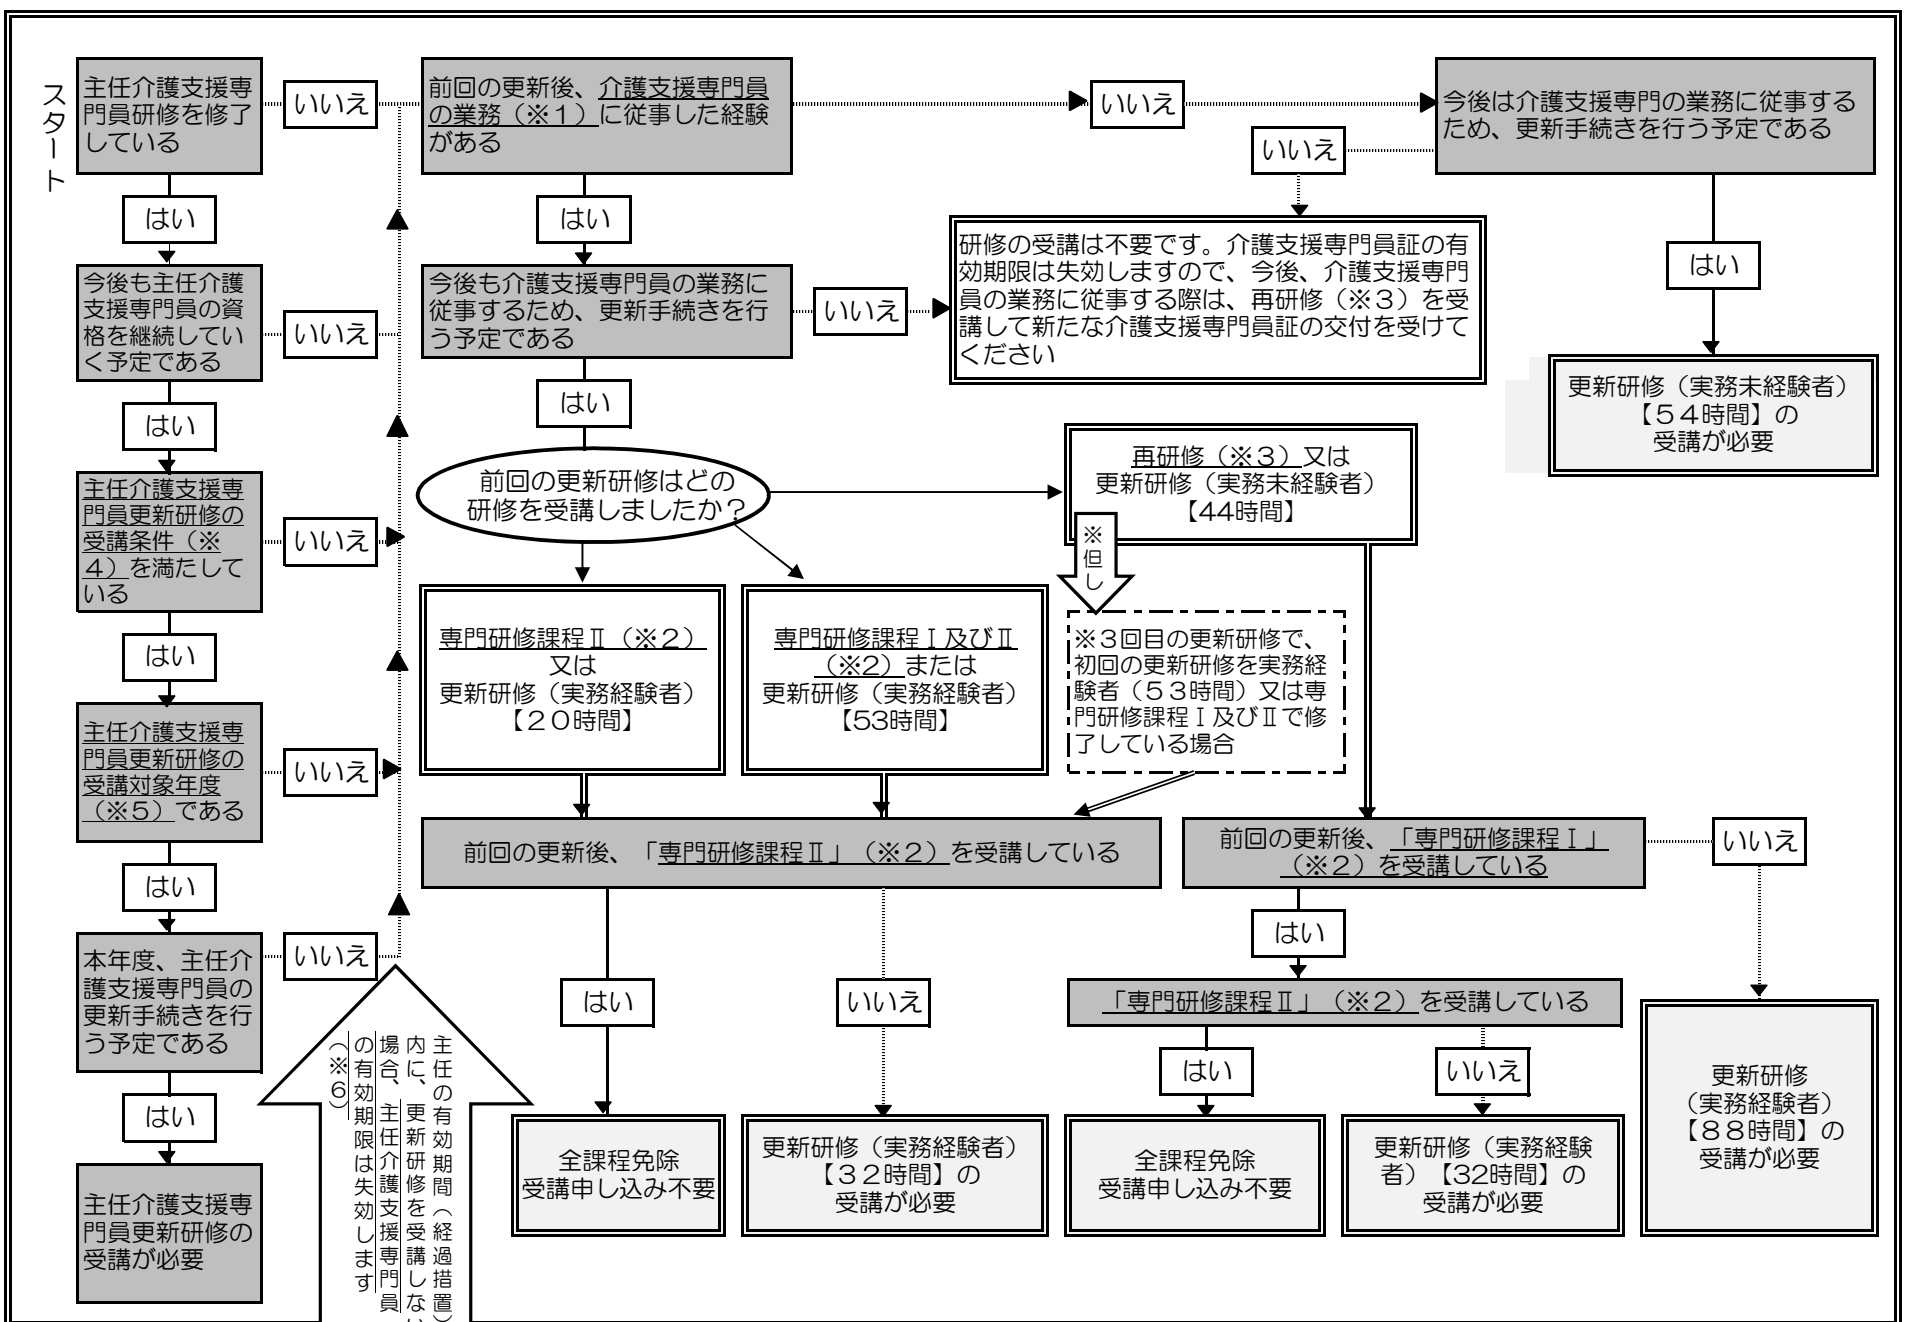 スタート
主任介護支援専
門員研修を修了
している
いいえ
はい
今後も主任介護
支援専門員の資
格を継続してい
く予定である
いいえ
はい
主任介護支援専
門員更新研修の
受講条件（※
４）を満たして
いる
いいえ
はい
主任介護支援専
門員更新研修の
受講対象年度
（※５）である
いいえ
はい
本年度、主任介
護支援専門員の
更新手続きを行
う予定である
いいえ
はい
主任介護支援専
門員更新研修の
受講が必要
主任の有効期間（経過措置）
内に、更新研修を受講しない
場合、主任介護支援専門員
の有効期限は失効します
（※６）
前回の更新後、介護支援専門員
の業務（※１）に従事した経験
がある
いいえ
はい
今後は介護支援専門の業務に従事する
ため、更新手続きを行う予定である
いいえ
はい
今後も介護支援専門員の業務に
従事するため、更新手続きを行
う予定である
いいえ
はい
研修の受講は不要です。介護支援専門員証の有
効期限は失効しますので、今後、介護支援専門
員の業務に従事する際は、再研修（※３）を受
講して新たな介護支援専門員証の交付を受けて
ください
更新研修（実務未経験者）
【５４時間】の
受講が必要
前回の更新研修はどの
研修を受講しましたか？
再研修（※３）又は
更新研修（実務未経験者）
【44時間】
※但し
専門研修課程Ⅱ（※２）
又は
更新研修（実務経験者）
【２０時間】
専門研修課程Ⅰ及びⅡ
（※2）または
更新研修（実務経験者）
【53時間】
※３回目の更新研修で、
初回の更新研修を実務経
験者（５３時間）又は専
門研修課程Ⅰ及びⅡで修
了している場合
前回の更新後、「専門研修課程Ⅱ」（※２）を受講している
前回の更新後、「専門研修課程Ⅰ」
（※２）を受講している
いいえ
はい
はい
いいえ
「専門研修課程Ⅱ」（※２）を受講している
はい
いいえ
全課程免除
受講申し込み不要
更新研修（実務経験者）
【３２時間】の
受講が必要
全課程免除
受講申し込み不要
更新研修（実務経験
者）【32時間】の
受講が必要
更新研修
（実務経験者）
【８８時間】の
受講が必要